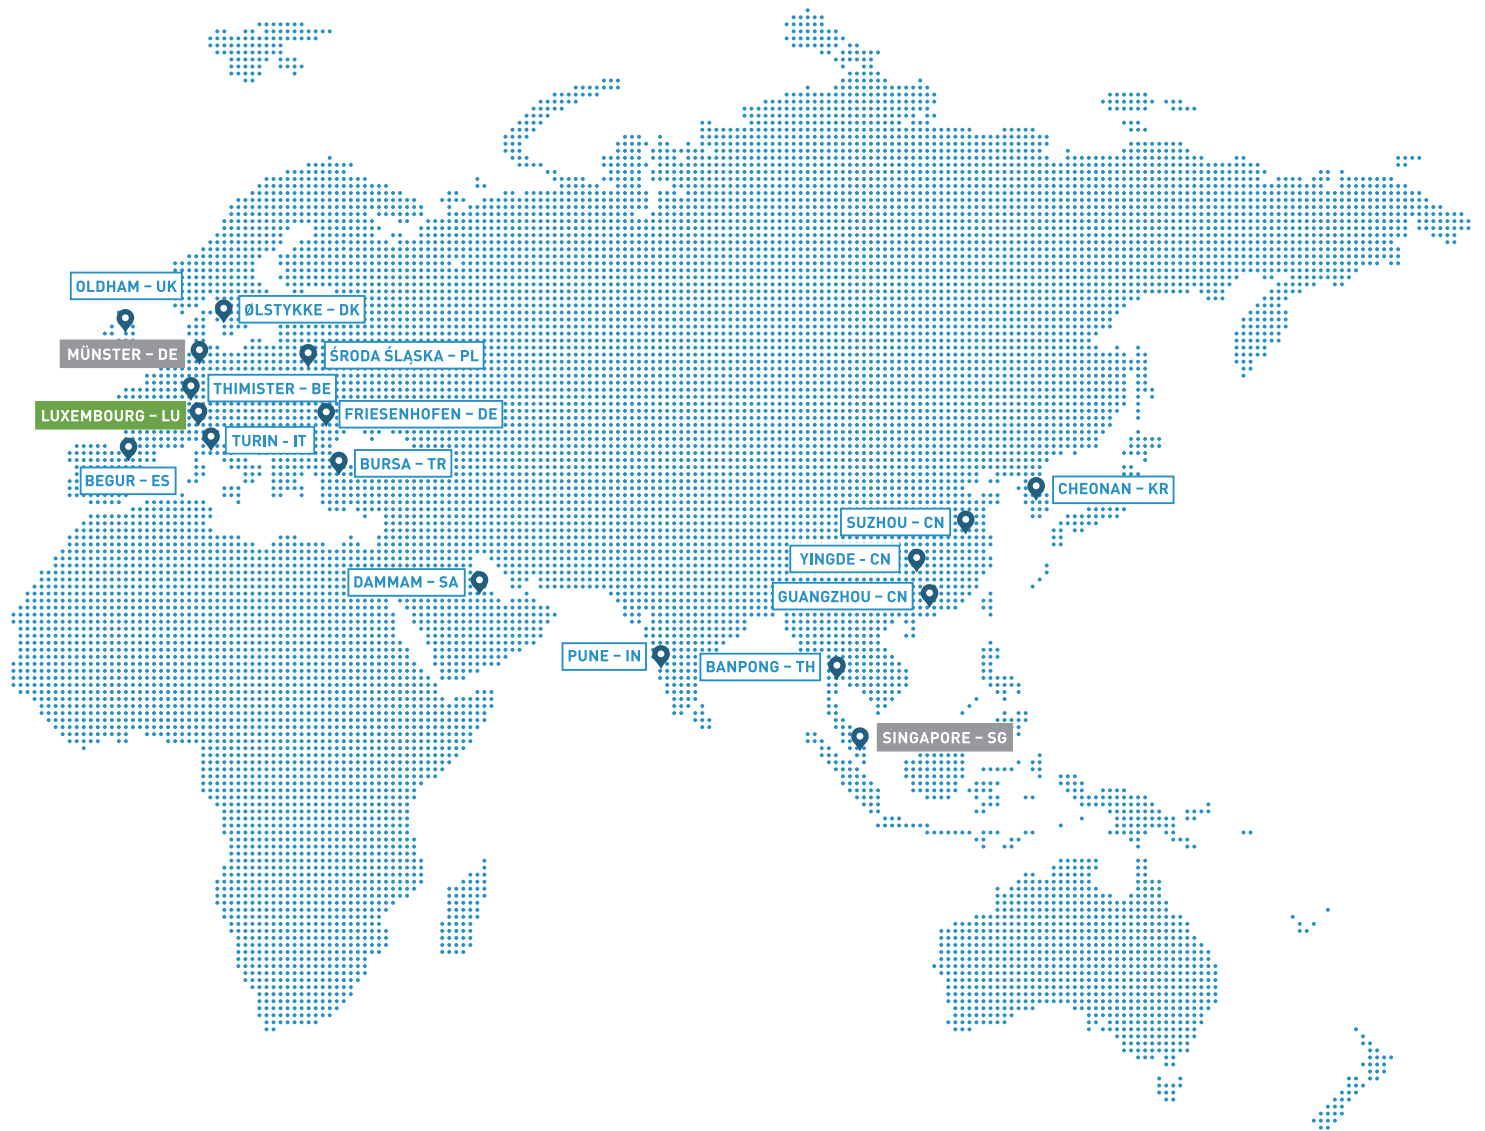 OLDHAM – UK
ØLSTYKKE – DK
MÜNSTER – DE
ŚRODA ŚLĄSKA – PL
THIMISTER – BE
LUXEMBOURG – LU
FRIESENHOFEN – DE
TURIN - IT
BURSA – TR
BEGUR – ES
CHEONAN – KR
SUZHOU – CN
YINGDE - CN
DAMMAM – SA
GUANGZHOU – CN
PUNE – IN
BANPONG – TH
SINGAPORE – SG